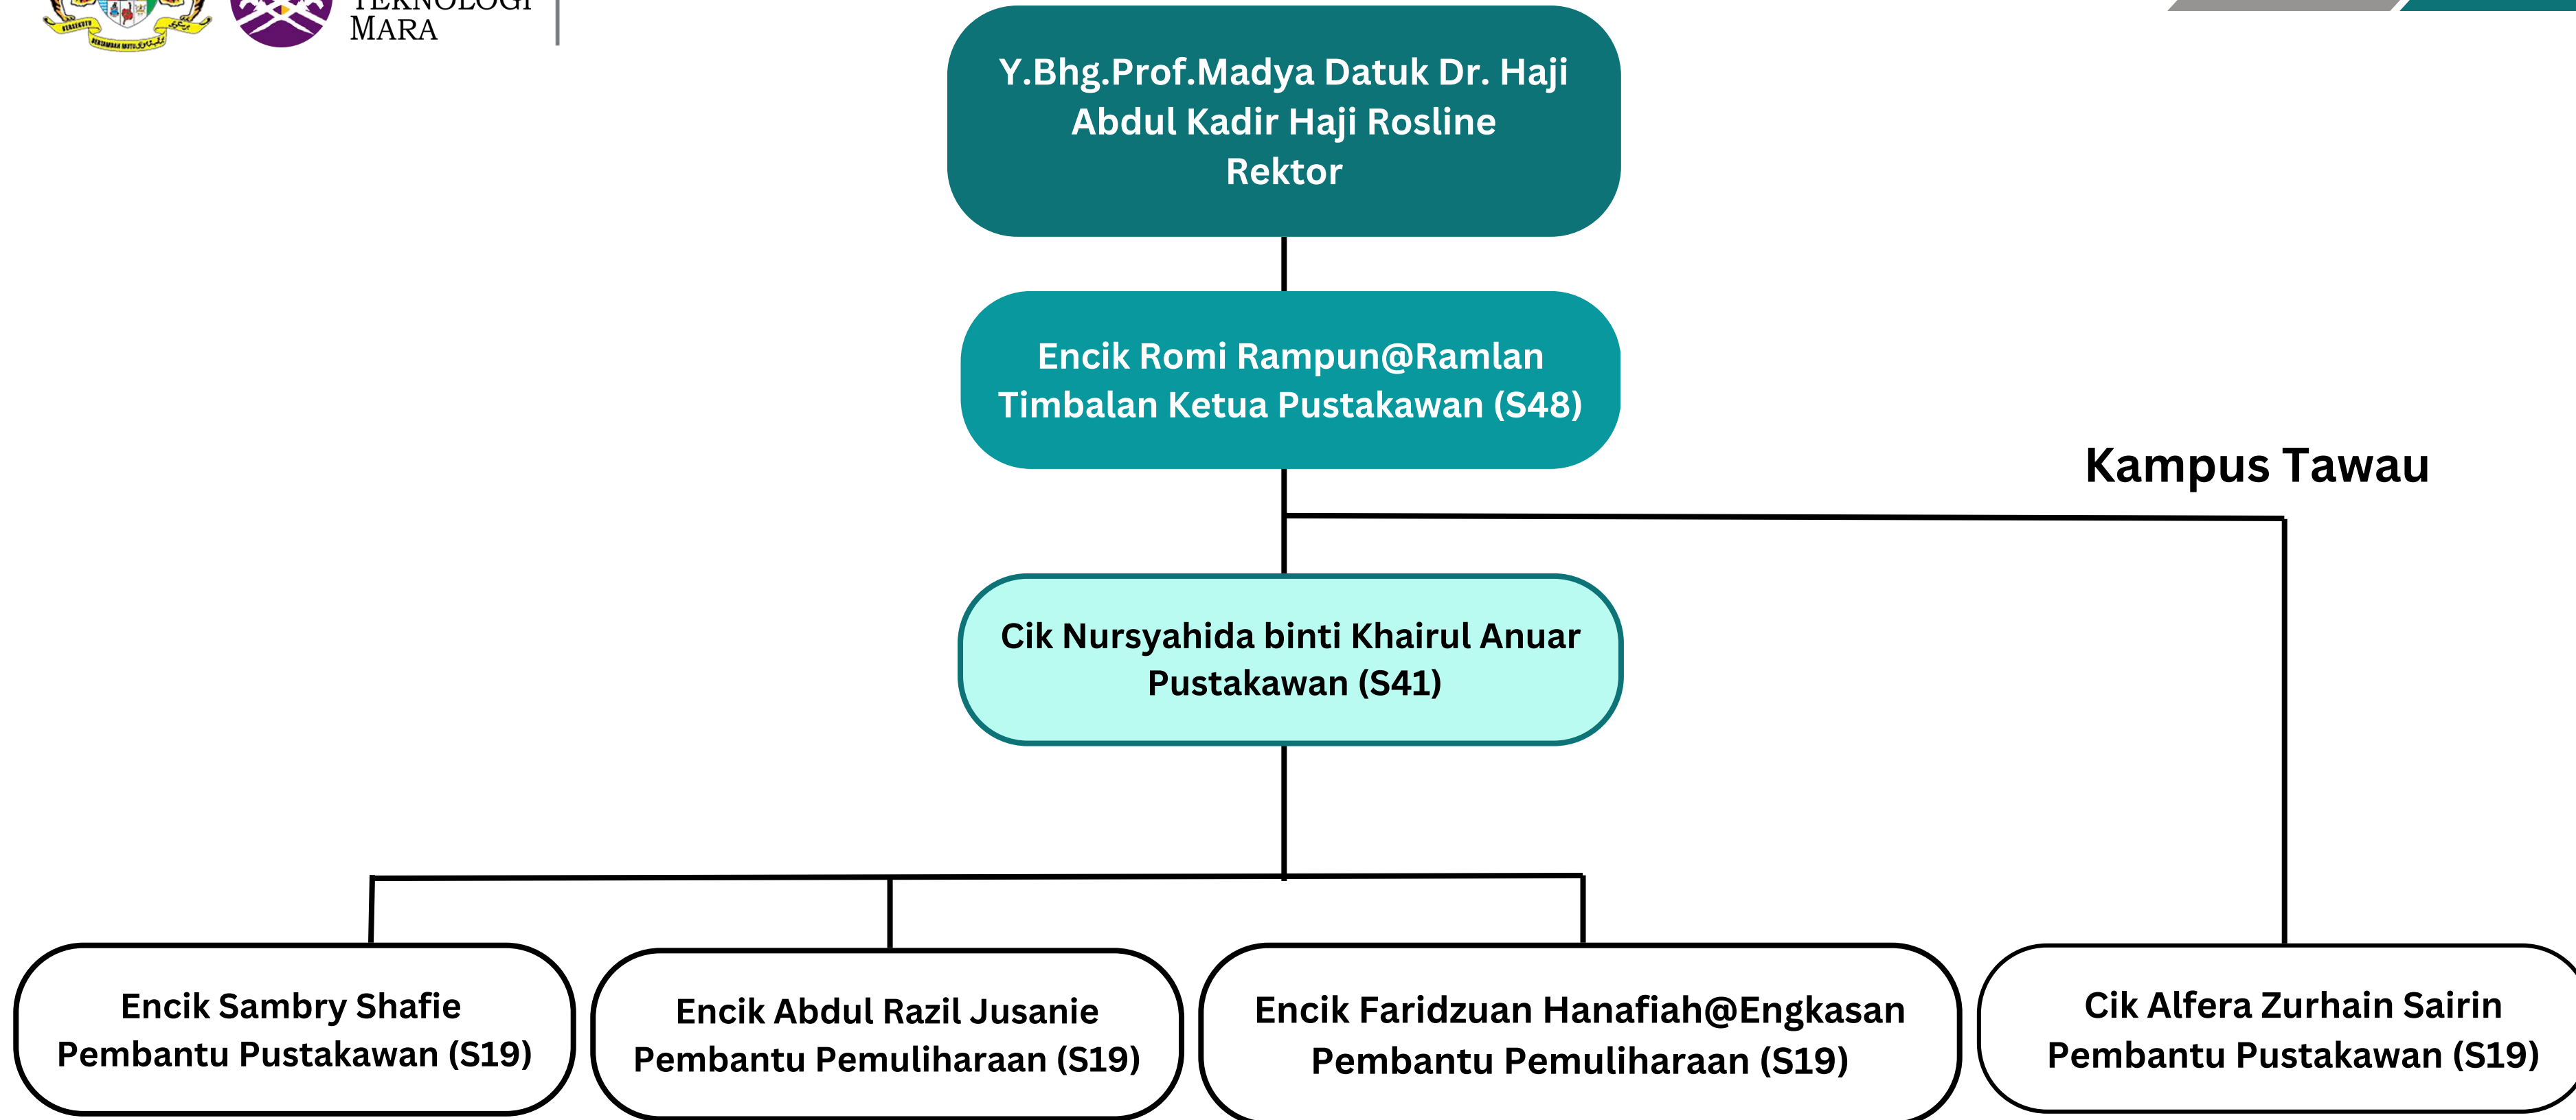 TEKNOLOGI
MARA
Y.Bhg.Prof.Madya Datuk Dr. Haji
Abdul Kadir Haji Rosline
Rektor
Encik Romi Rampun@Ramlan
Timbalan Ketua Pustakawan (S48)
Kampus Tawau
Cik Nursyahida binti Khairul Anuar
Pustakawan (S41)
Encik Sambry Shafie
Pembantu Pustakawan (S19)
Encik Abdul Razil Jusanie
Pembantu Pemuliharaan (S19)
Encik Faridzuan Hanafiah@Engkasan
Pembantu Pemuliharaan (S19)
Cik Alfera Zurhain Sairin
Pembantu Pustakawan (S19)